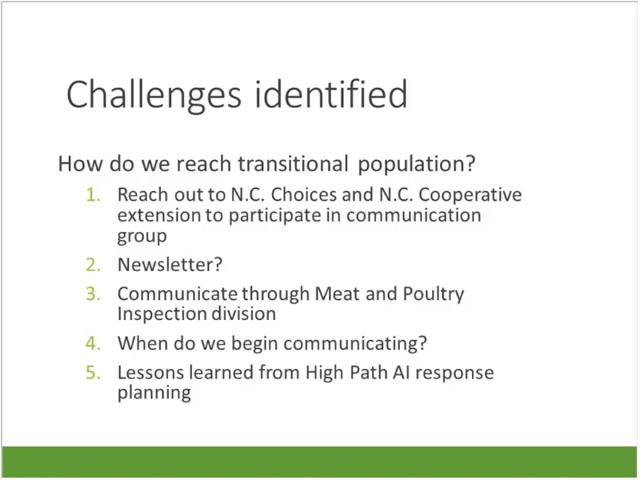 Challenges identified
How do we reach transitional population?
1. Reach out to N.C. Choices and N.C. Cooperative
extension to participate in communication
group
2. Newsletter?
3. Communicate through Meat and Poultry
Inspection division
4. When do we begin communicating?
5. Lessons learned from High Path AI response
planning